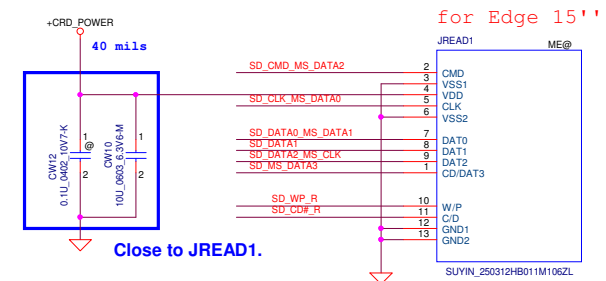 for Edge 15''
+CRD_POWER
40 mils
JREAD1
ME@
SD_CMD_MS_DATA2
2
CMD
3
VSS1
4
VDD
SD_CLK_MS_DATA0
5
CLK
6
VSS2
SD_DATA0_MS_DATA1
7
DAT0
SD_DATA1
8
DAT1
SD_DATA2_MS_CLK
9
DAT2
SD_MS_DATA3
1
CD/DAT3
SD_WP_R
10
W/P
SD_CD#_R
11
C/D
12
GND1
13
GND2
SUYIN_250312HB011M106ZL
CW12
0.1U_0402_10V7-K
1
@
2
CW10
10U_0603_6.3V6-M
1
2
Close to JREAD1.